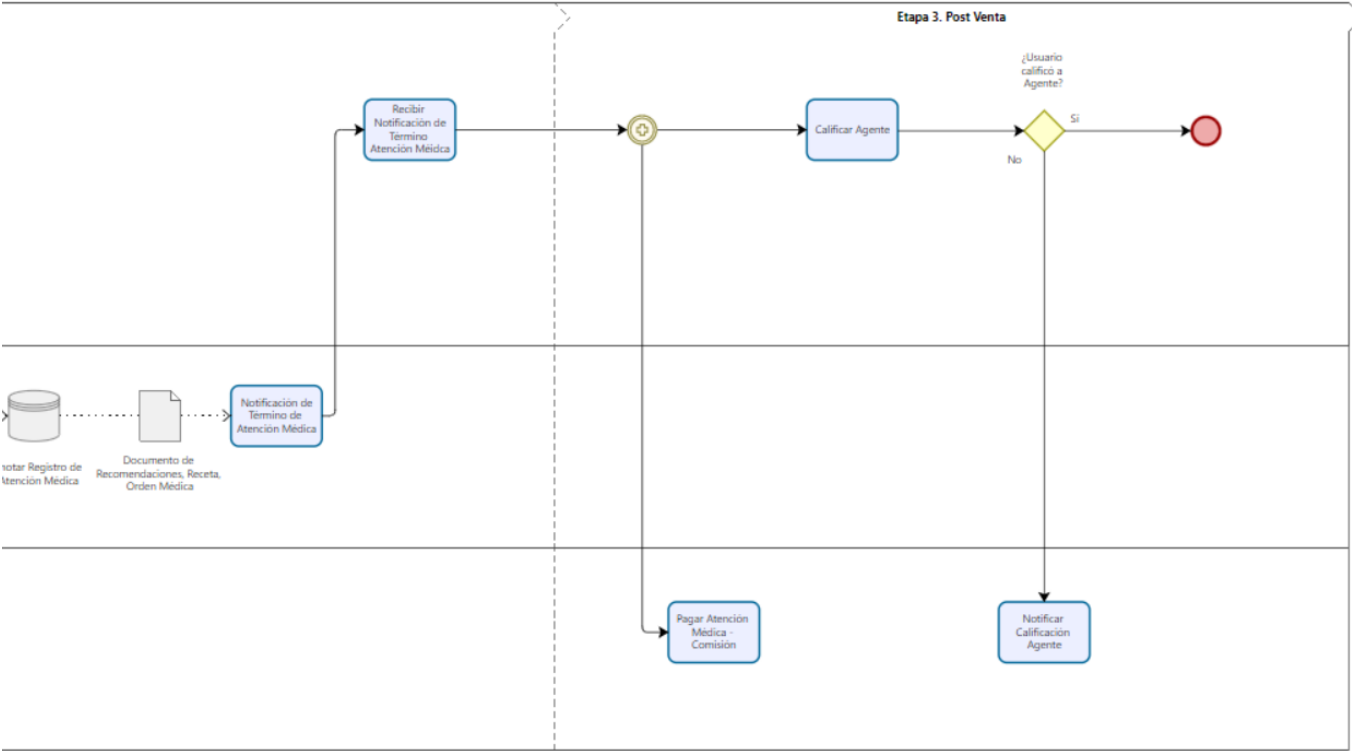 Etapa 3. Post Venta
¿Usuario
calificó a
Agente?
Recibir
Notificación de
Término
Atención Méidca
Calificar Agente
Sí
No
Notificación de
Término de
Atención Médica
notar Registro de
Atención Médica
Documento de
Recomendaciones, Receta,
Orden Médica
Pagar Atención
Médica -
Comisión
Notificar
Calificación
Agente